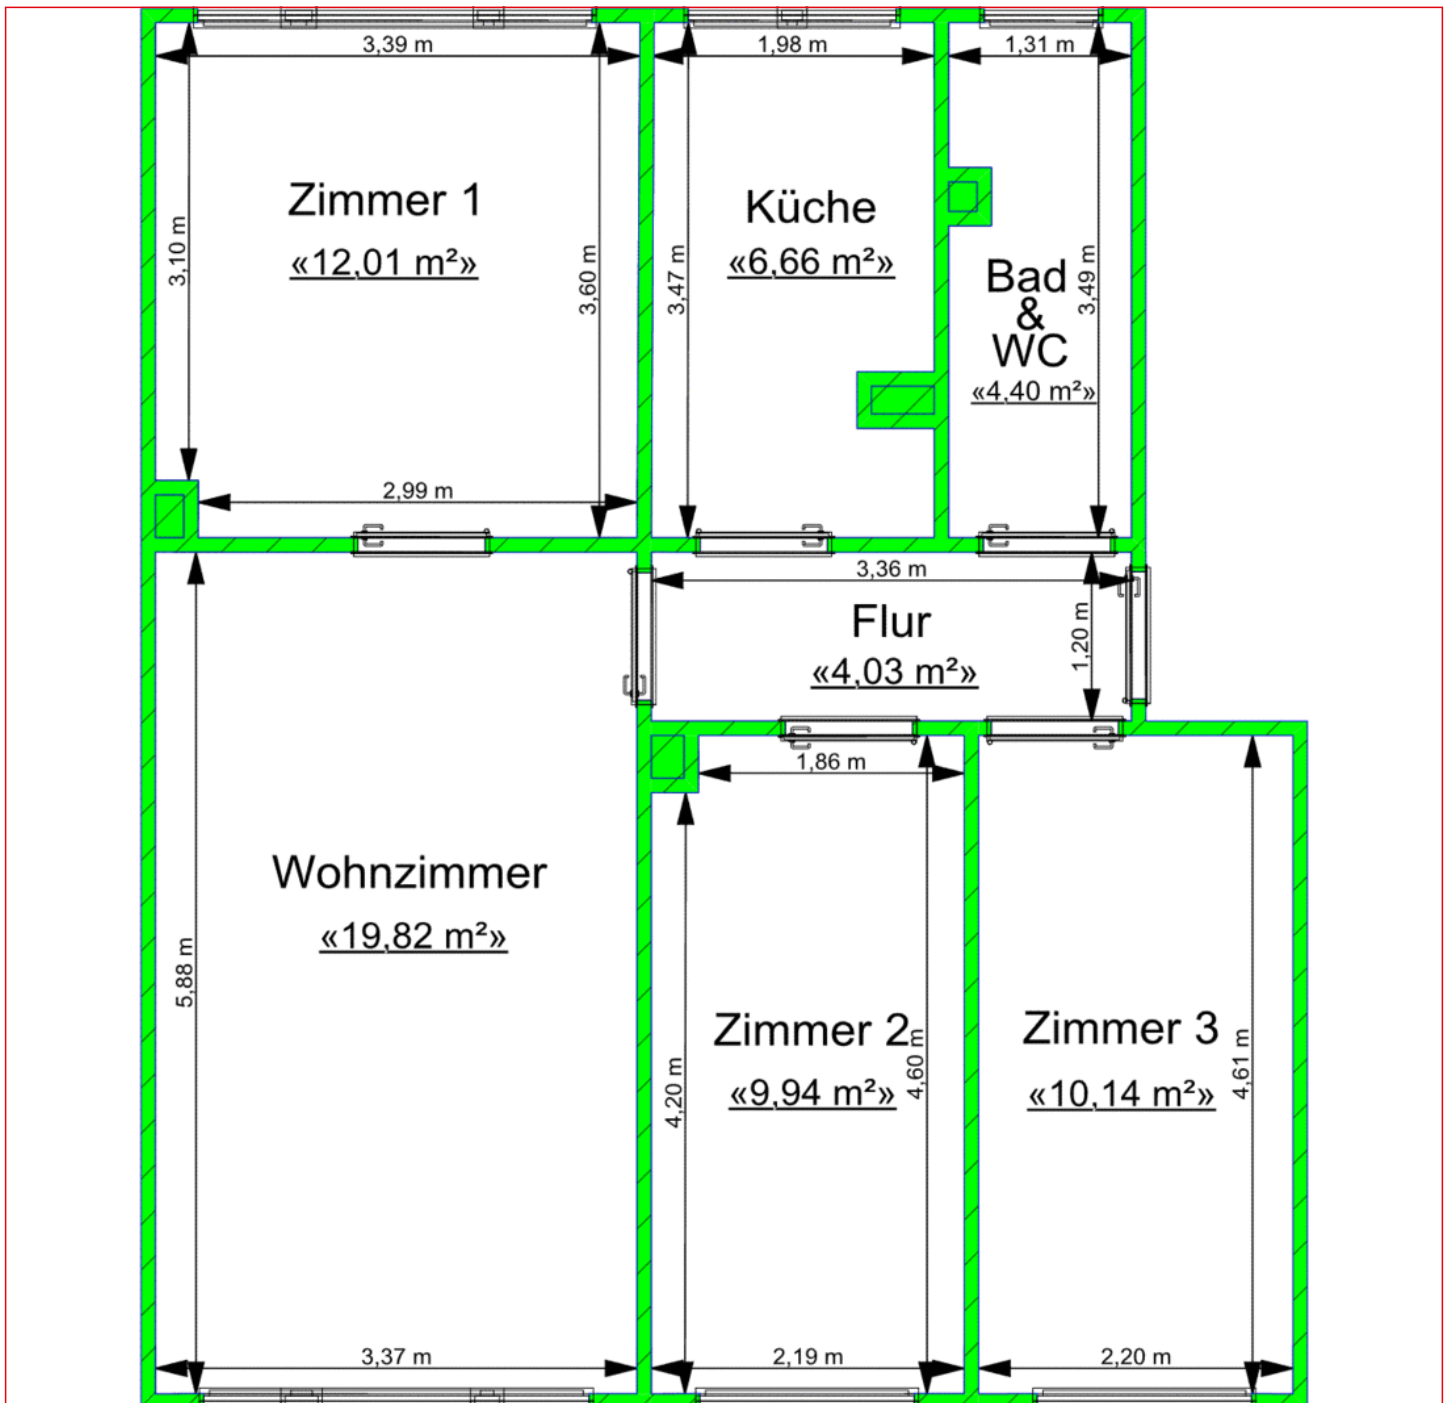 3,39 m
1,98 m
1,31 m
Zimmer 1
«12,01 m²»
3,10 m
3,60 m
Küche
«6,66 m²»
3,47 m
Bad
&
WC
«4,40 m²»
3,49 m
2,99 m
3,36 m
Flur
«4,03 m²»
1,20 m
1,86 m
Wohnzimmer
«19,82 m²»
5,88 m
Zimmer 2
«9,94 m²»
4,20 m
4,60 m
Zimmer 3
«10,14 m²»
4,61 m
3,37 m
2,19 m
2,20 m